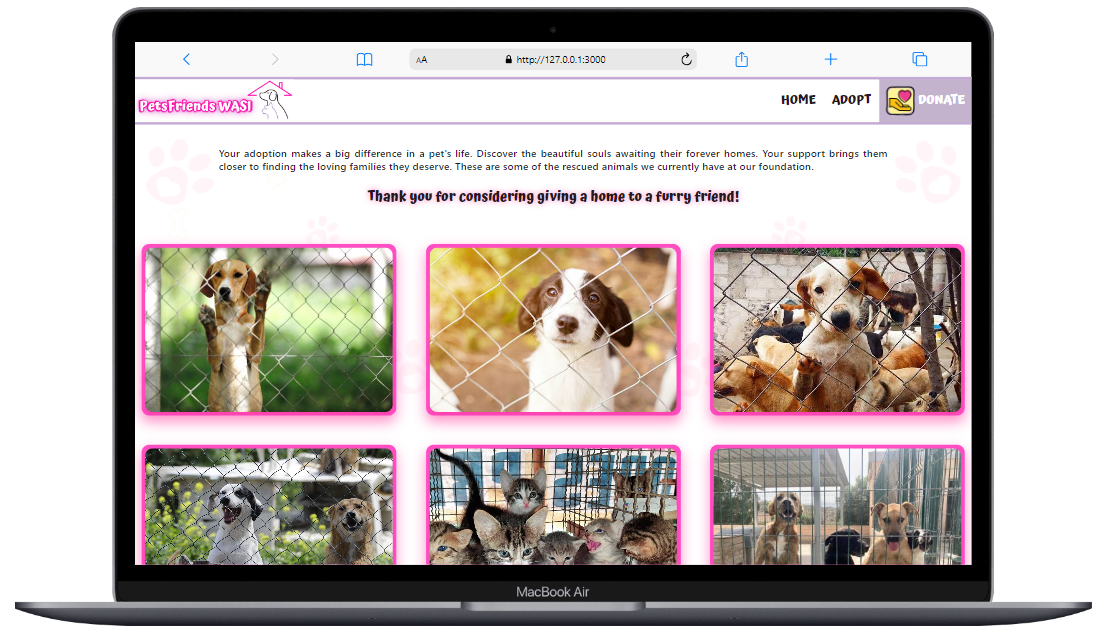 AA http://127.0.0.1:3000
PetsFriends WASI
HOME ADOPT DONATE
Your adoption makes a big difference in a pet's life. Discover the beautiful souls awaiting their forever homes. Your support brings them
closer to finding the loving families they deserve. These are some of the rescued animals we currently have at our foundation.
Thank you for considering giving a home to a furry friend!
MacBook Air